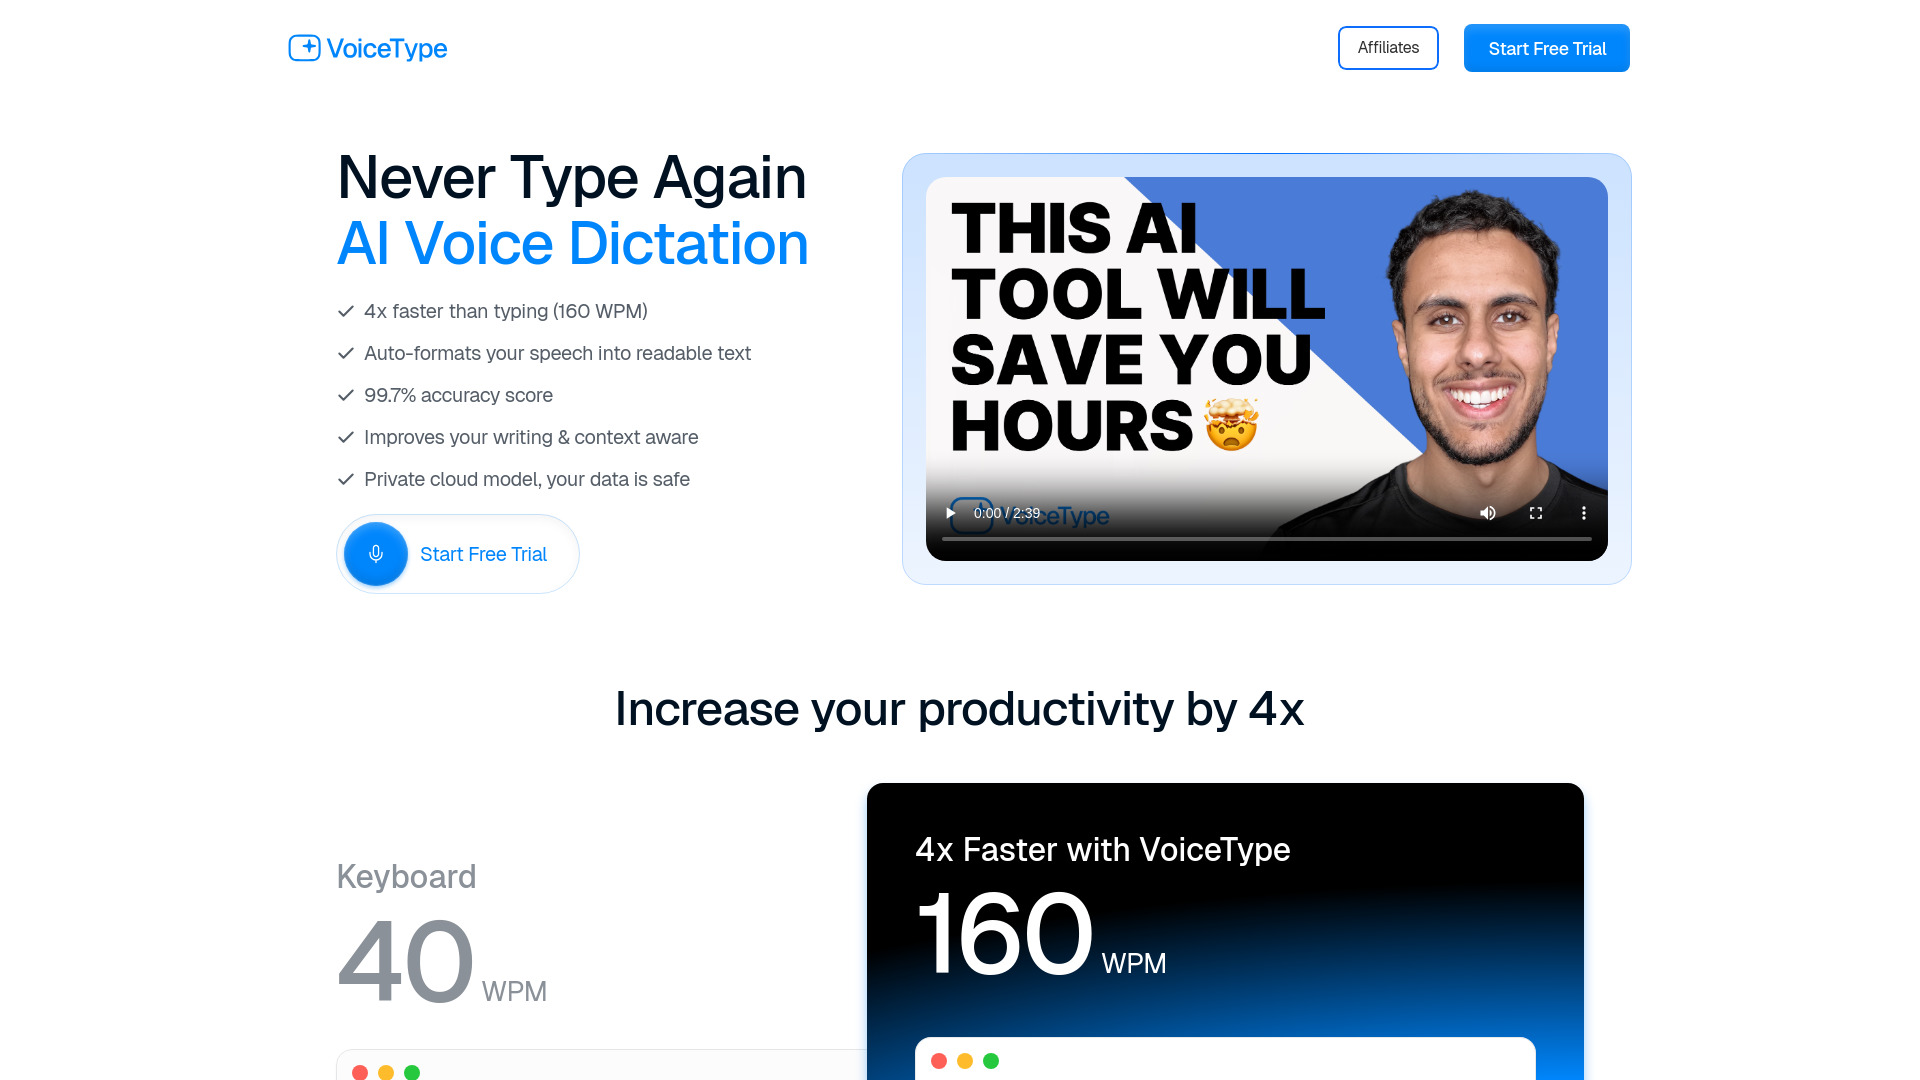 VoiceType
Affiliates
Start Free Trial
Never Type Again
AI Voice Dictation
4x faster than typing (160 WPM)
Auto-formats your speech into readable text
99.7% accuracy score
Improves your writing & context aware
Private cloud model, your data is safe
Start Free Trial
THIS AI
TOOL WILL
SAVE YOU
HOURS 🤯
VoiceType
0:00 / 2:39
Increase your productivity by 4x
Keyboard
40 WPM
4x Faster with VoiceType
160 WPM